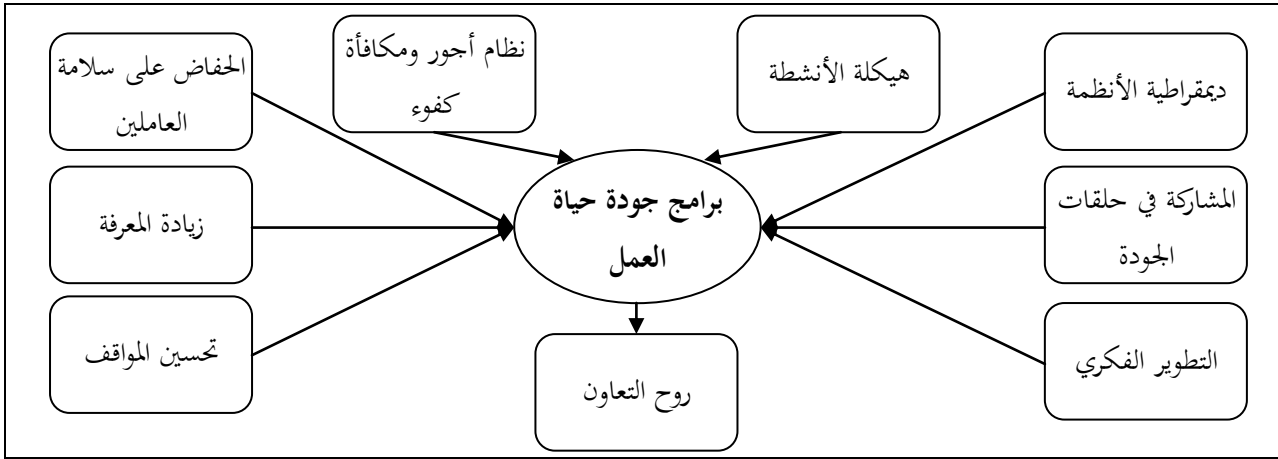 نظام أجور ومكافأة
كفوء
هيكلة الأنشطة
الحفاض على سلامة
العاملين
ديمقراطية الأنظمة
المشاركة في حلقات
الجودة
برامج جودة حياة
العمل
زيادة المعرفة
تحسين المواقف
التطوير الفكري
روح التعاون